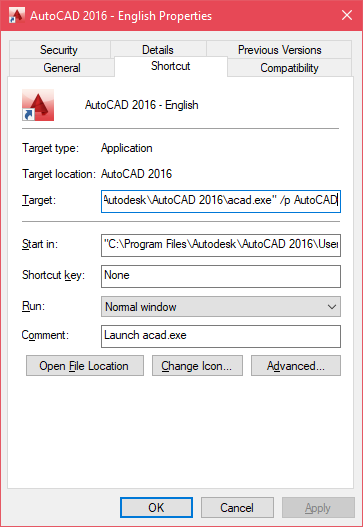 AutoCAD 2016 - English Properties
Security Details Previous Versions
General Shortcut Compatibility
AutoCAD 2016 - English
Target type: Application
Target location: AutoCAD 2016
Target: Autodesk\AutoCAD 2016\acad.exe" /p AutoCAD
Start in: "C:\Program Files\Autodesk\AutoCAD 2016\User
Shortcut key: None
Run: Normal window
Comment: Launch acad.exe
Open File Location Change Icon... Advanced...
OK Cancel Apply